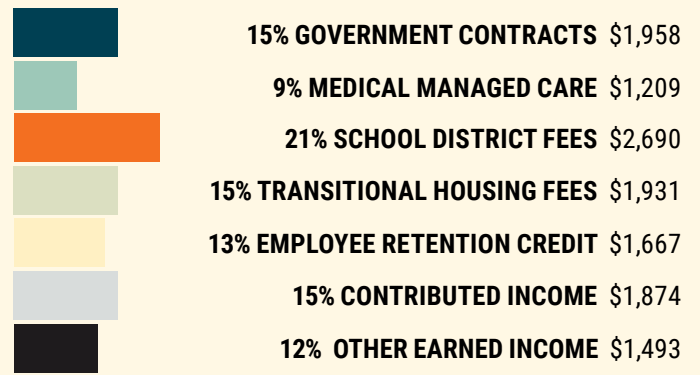 15% GOVERNMENT CONTRACTS $1,958
9% MEDICAL MANAGED CARE $1,209
21% SCHOOL DISTRICT FEES $2,690
15% TRANSITIONAL HOUSING FEES $1,931
13% EMPLOYEE RETENTION CREDIT $1,667
15% CONTRIBUTED INCOME $1,874
12% OTHER EARNED INCOME $1,493